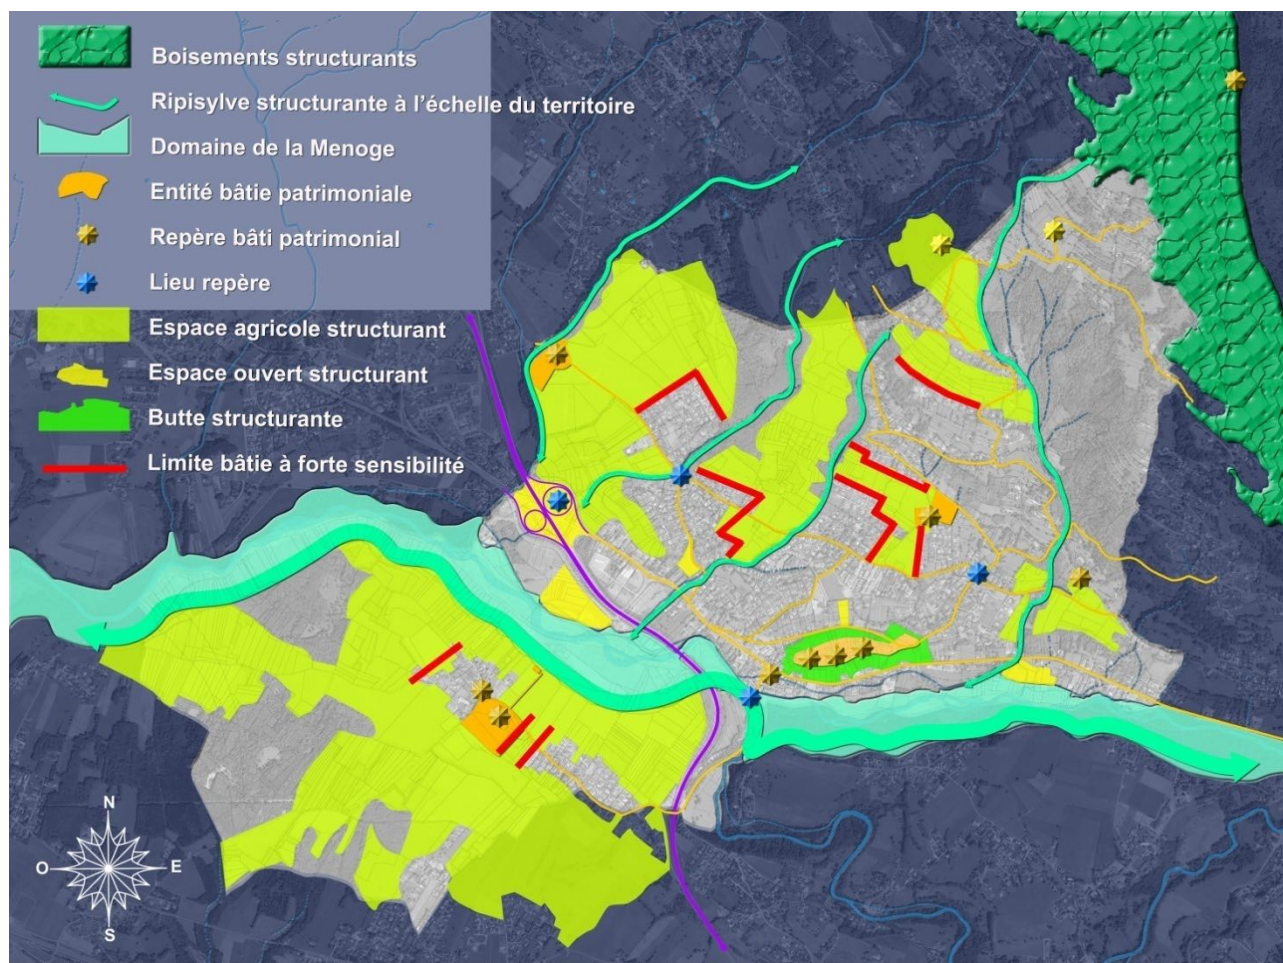 Boisements structurants
Ripisylve structurante à l'échelle du territoire
Domaine de la Menoge
Entité bâtie patrimoniale
Repère bâti patrimonial
Lieu repère
Espace agricole structurant
Espace ouvert structurant
Butte structurante
Limite bâtie à forte sensibilité
N
O E
S